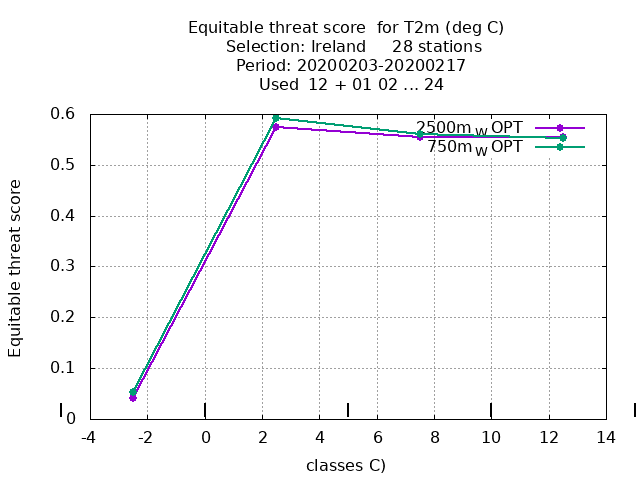 Equitable threat score for T2m (deg C)
Selection: Ireland 28 stations
Period: 20200203-20200217
Used 12 + 01 02 ... 24
Equitable threat score
0.6
0.5
0.4
0.3
0.2
0.1
0
2500m_W OPT
750m_W OPT
-4 -2 0 2 4 6 8 10 12 14
classes C)